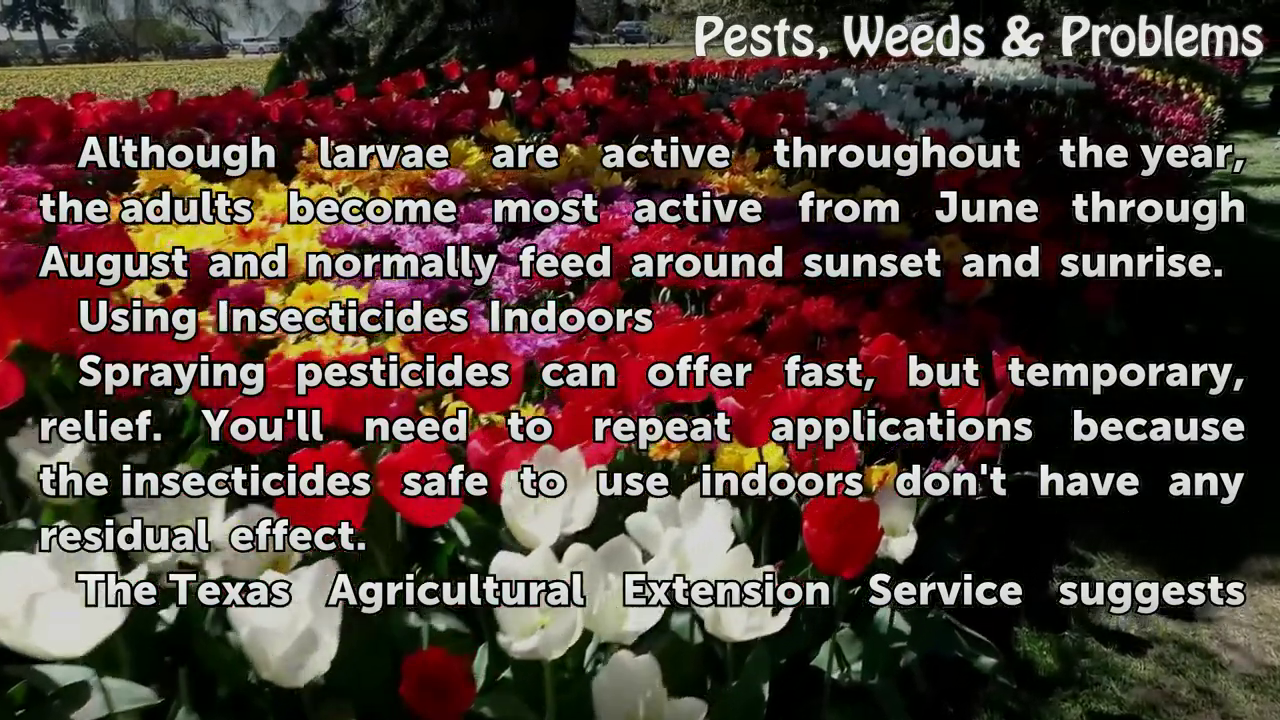 Pests, Weeds & Problems
Although larvae are active throughout the year,
the adults become most active from June through
August and normally feed around sunset and sunrise.
Using Insecticides Indoors
Spraying pesticides can offer fast, but temporary,
relief. You'll need to repeat applications because
the insecticides safe to use indoors don't have any
residual effect.
The Texas Agricultural Extension Service suggests